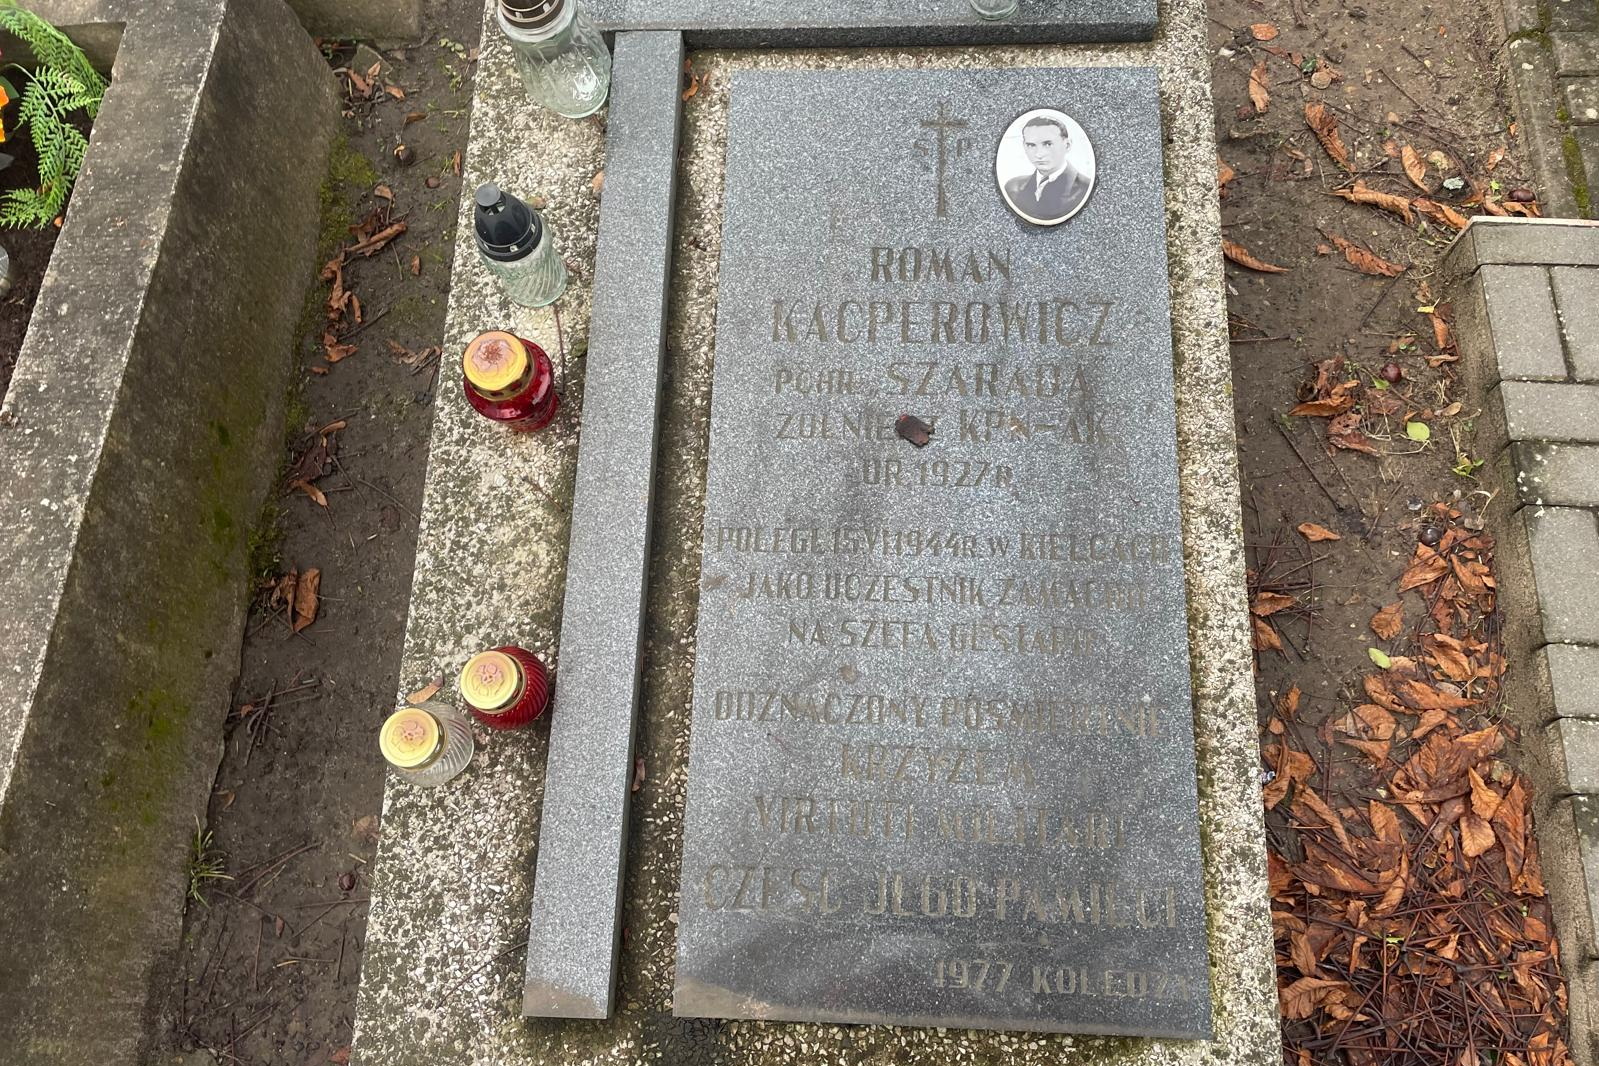 Ś P
ROMAN
KACPEROWICZ
PCHR. „SZARADA"
ŻOŁNIERZ KPN-AK
UR. 1927 R.
POLEGŁ 15 VI 1944 R. W KIELCACH
JAKO UCZESTNIK ZAMACHU
NA SZEFA GESTAPO
ODZNACZONY POŚMIERTNIE
KRZYŻEM
VIRTUTI MILITARI
CZEŚĆ JEGO PAMIĘCI
1977 KOLEDZY